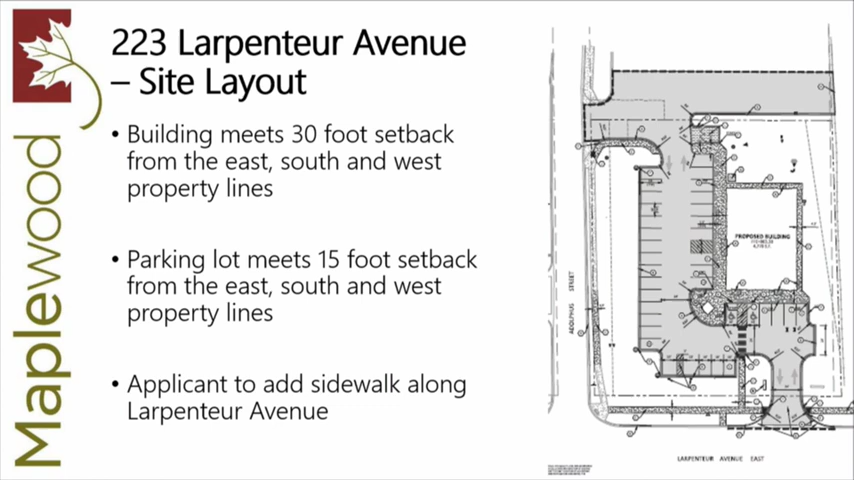 Maplewood
223 Larpenteur Avenue
– Site Layout
• Building meets 30 foot setback
from the east, south and west
property lines
• Parking lot meets 15 foot setback
from the east, south and west
property lines
• Applicant to add sidewalk along
Larpenteur Avenue
PROPOSED BUILDING
ADOLPHUS STREET
LARPENTEUR AVENUE EAST